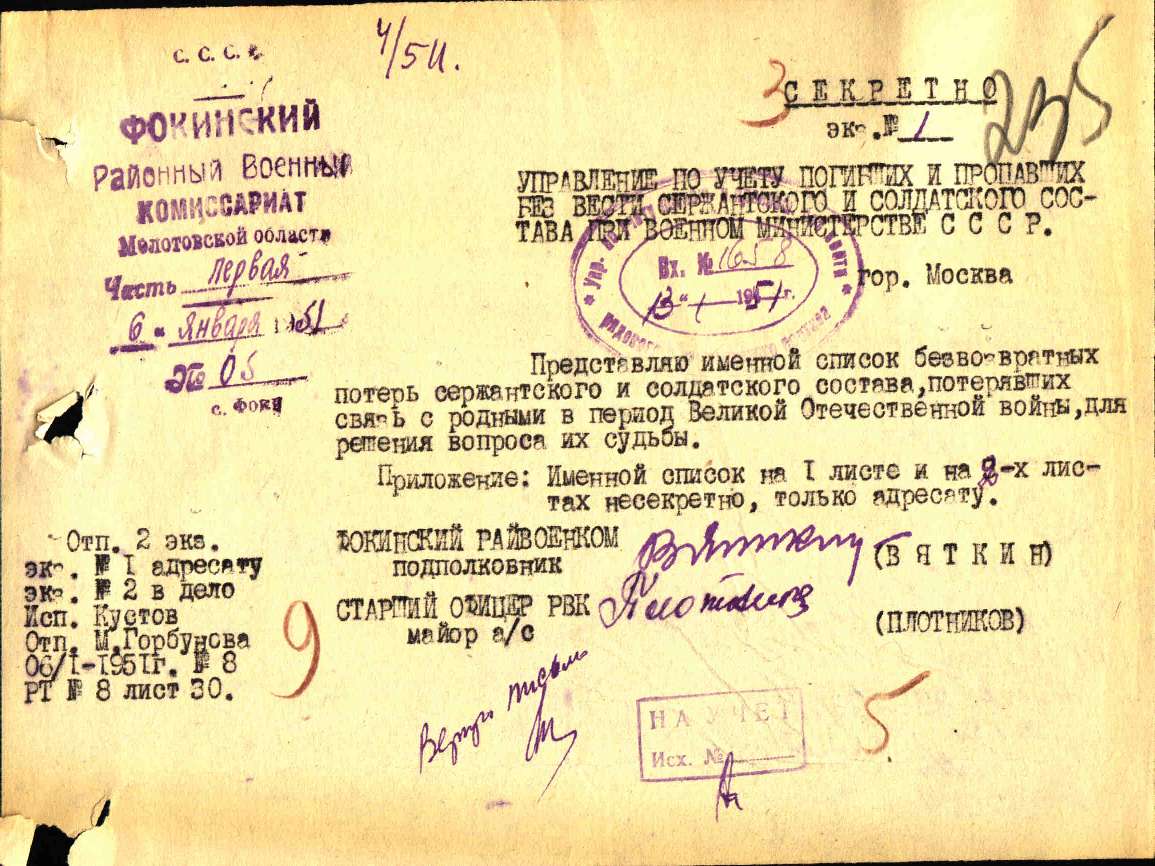 С. С. С. Р.
4/5И.
ФОКИНСКИЙ
Районный Военный
КОМИССАРИАТ
Молотовской области
Часть первая
6 " января 1951
№ 05
с. Фоки
3
СЕКРЕТНО
экз.№ 1
235
УПРАВЛЕНИЕ ПО УЧЕТУ ПОГИБШИХ И ПРОПАВШИХ
БЕЗ ВЕСТИ СЕРЖАНТСКОГО И СОЛДАТСКОГО СОС-
ТАВА ПРИ ВОЕННОМ МИНИСТЕРСТВЕ С С С Р.
гор. Москва
* Упр.
Вх. № 1658
"13" 1 1951 г.
Представляю именной список безвозвратных
потерь сержантского и солдатского состава,потерявших
связь с родными в период Великой Отечественной войны,для
решения вопроса их судьбы.
Приложение: Именной список на I листе и на 2-х лис-
тах несекретно, только адресату.
Отп. 2 экз.
экз. № I адресату
экз. № 2 в дело
Исп. Кустов
Отп. М.Горбунова
06/I-1951г. № 8
РТ № 8 лист 30.
9
ФОКИНСКИЙ РАЙВОЕНКОМ
подполковник
Вяткин
(В Я Т К И Н)
СТАРШИЙ ОФИЦЕР РВК
майор а/с
Плотников
(ПЛОТНИКОВ)
НА УЧЕТ
Исх. №
5